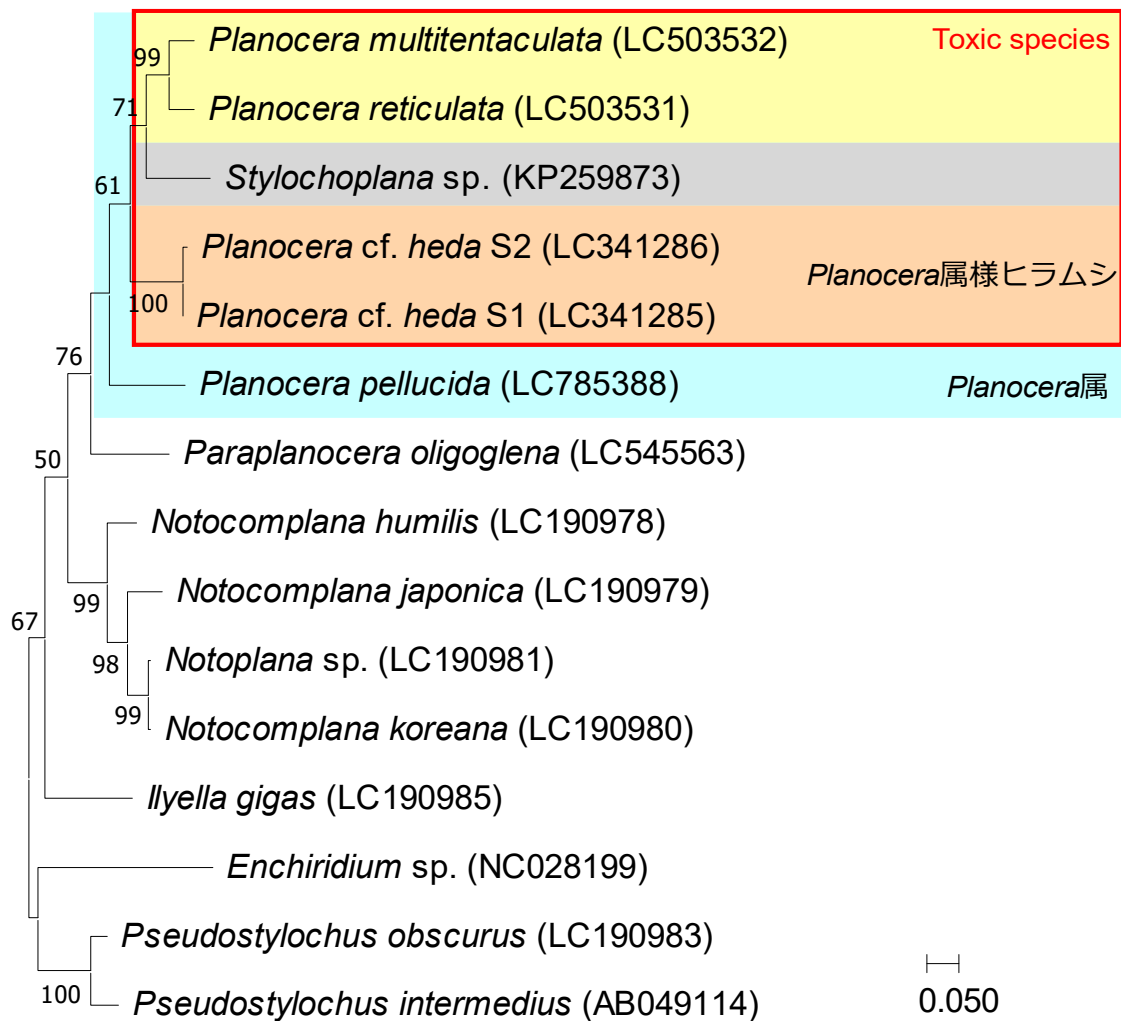 99
Planocera multitentaculata (LC503532)
Toxic species
71
Planocera reticulata (LC503531)
61
Stylochoplana sp. (KP259873)
Planocera cf. heda S2 (LC341286)
Planocera属様ヒラムシ
100
Planocera cf. heda S1 (LC341285)
76
Planocera pellucida (LC785388)
Planocera属
50
Paraplanocera oligoglena (LC545563)
Notocomplana humilis (LC190978)
99
Notocomplana japonica (LC190979)
67
98
Notoplana sp. (LC190981)
99
Notocomplana koreana (LC190980)
Ilyella gigas (LC190985)
Enchiridium sp. (NC028199)
Pseudostylochus obscurus (LC190983)
100
Pseudostylochus intermedius (AB049114)
0.050